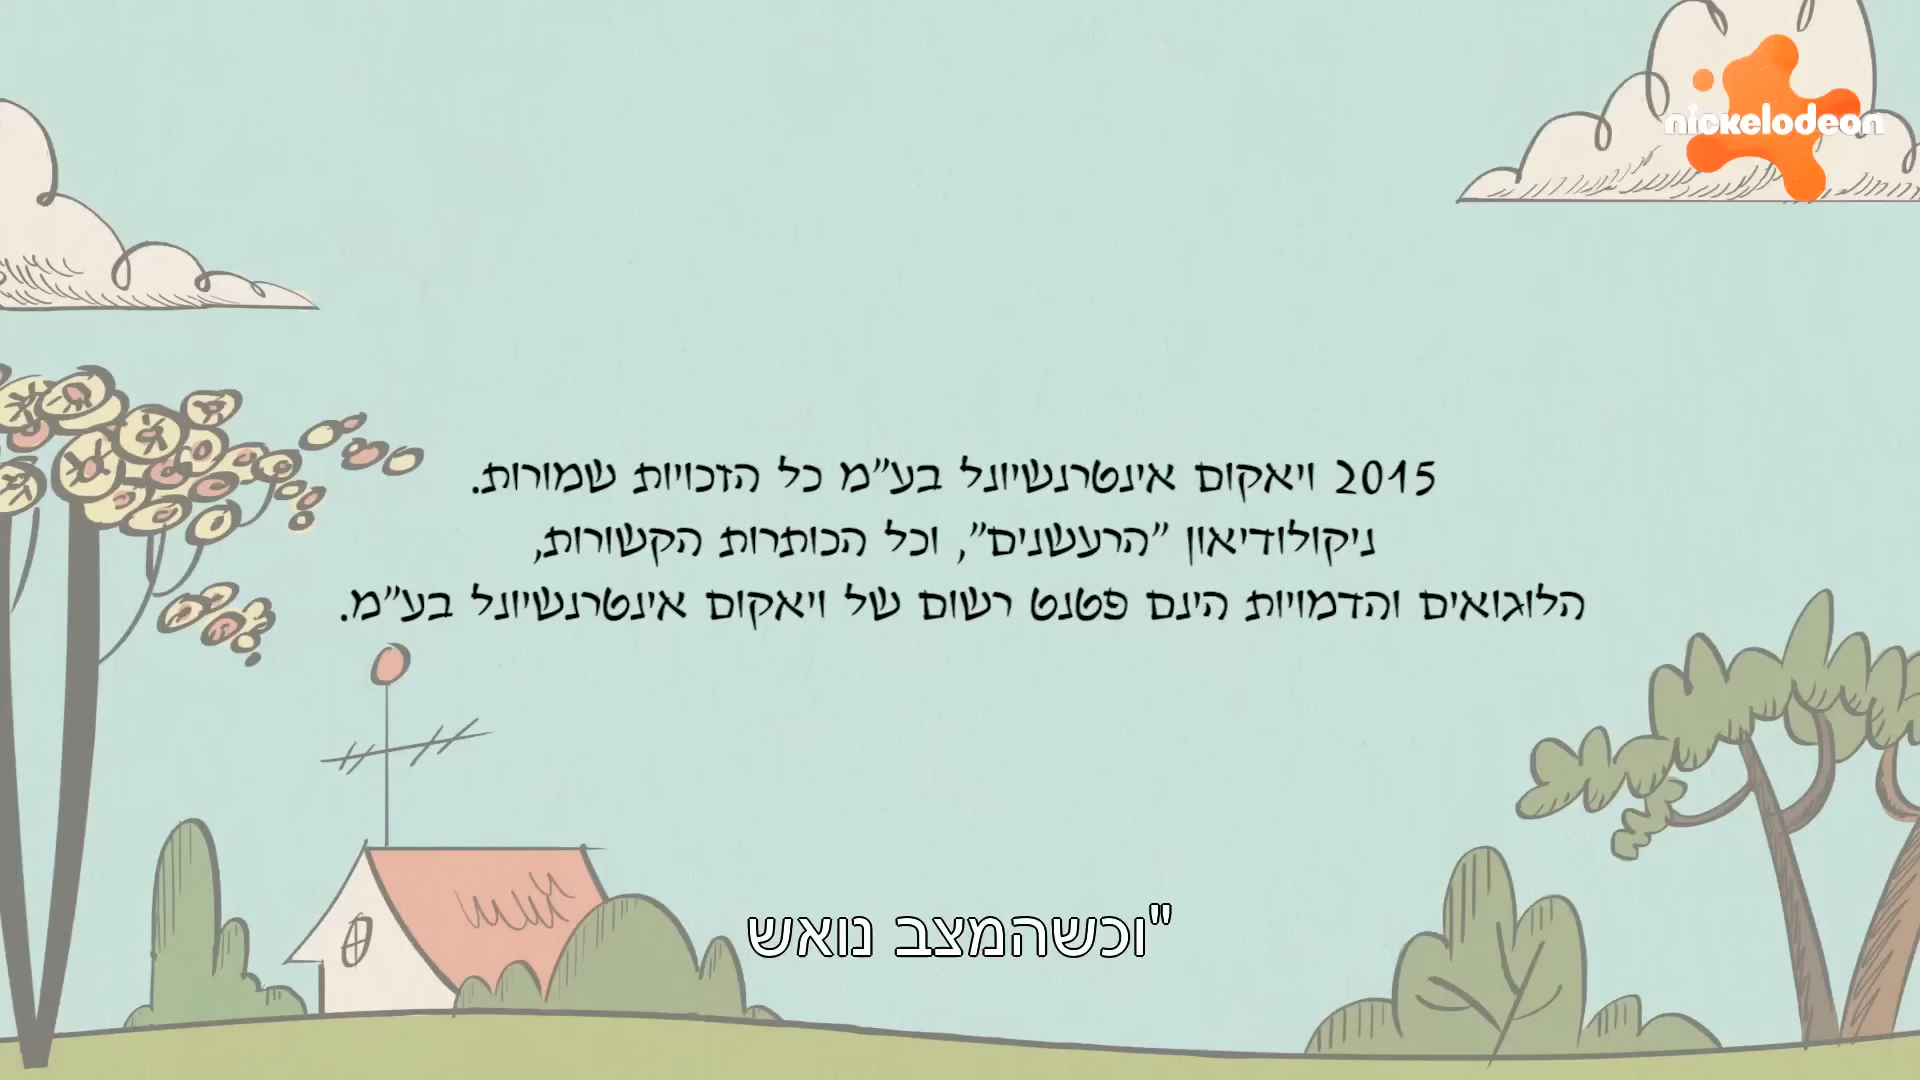 nickelodeon
2015 ויאקום אינטרנשיונל בע"מ כל הזכויות שמורות.
ניקולודיאון "הרעשנים", וכל הכותרות הקשורות,
הלוגואים והדמויות הינם פטנט רשום של ויאקום אינטרנשיונל בע"מ.
"וכשהמצב נואש